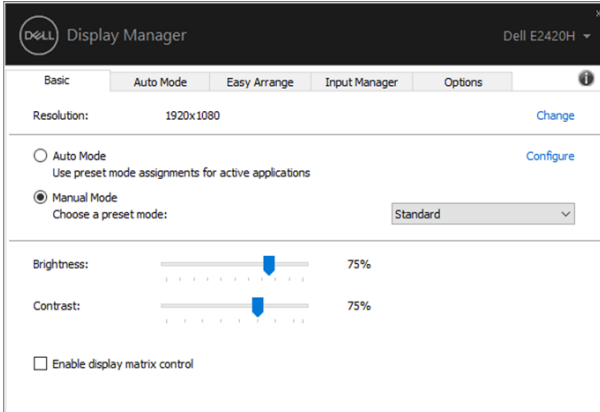 DELL Display Manager Dell E2420H
Basic Auto Mode Easy Arrange Input Manager Options
Resolution: 1920x1080 Change
Auto Mode Configure
Use preset mode assignments for active applications
Manual Mode
Choose a preset mode: Standard
Brightness: 75%
Contrast: 75%
Enable display matrix control